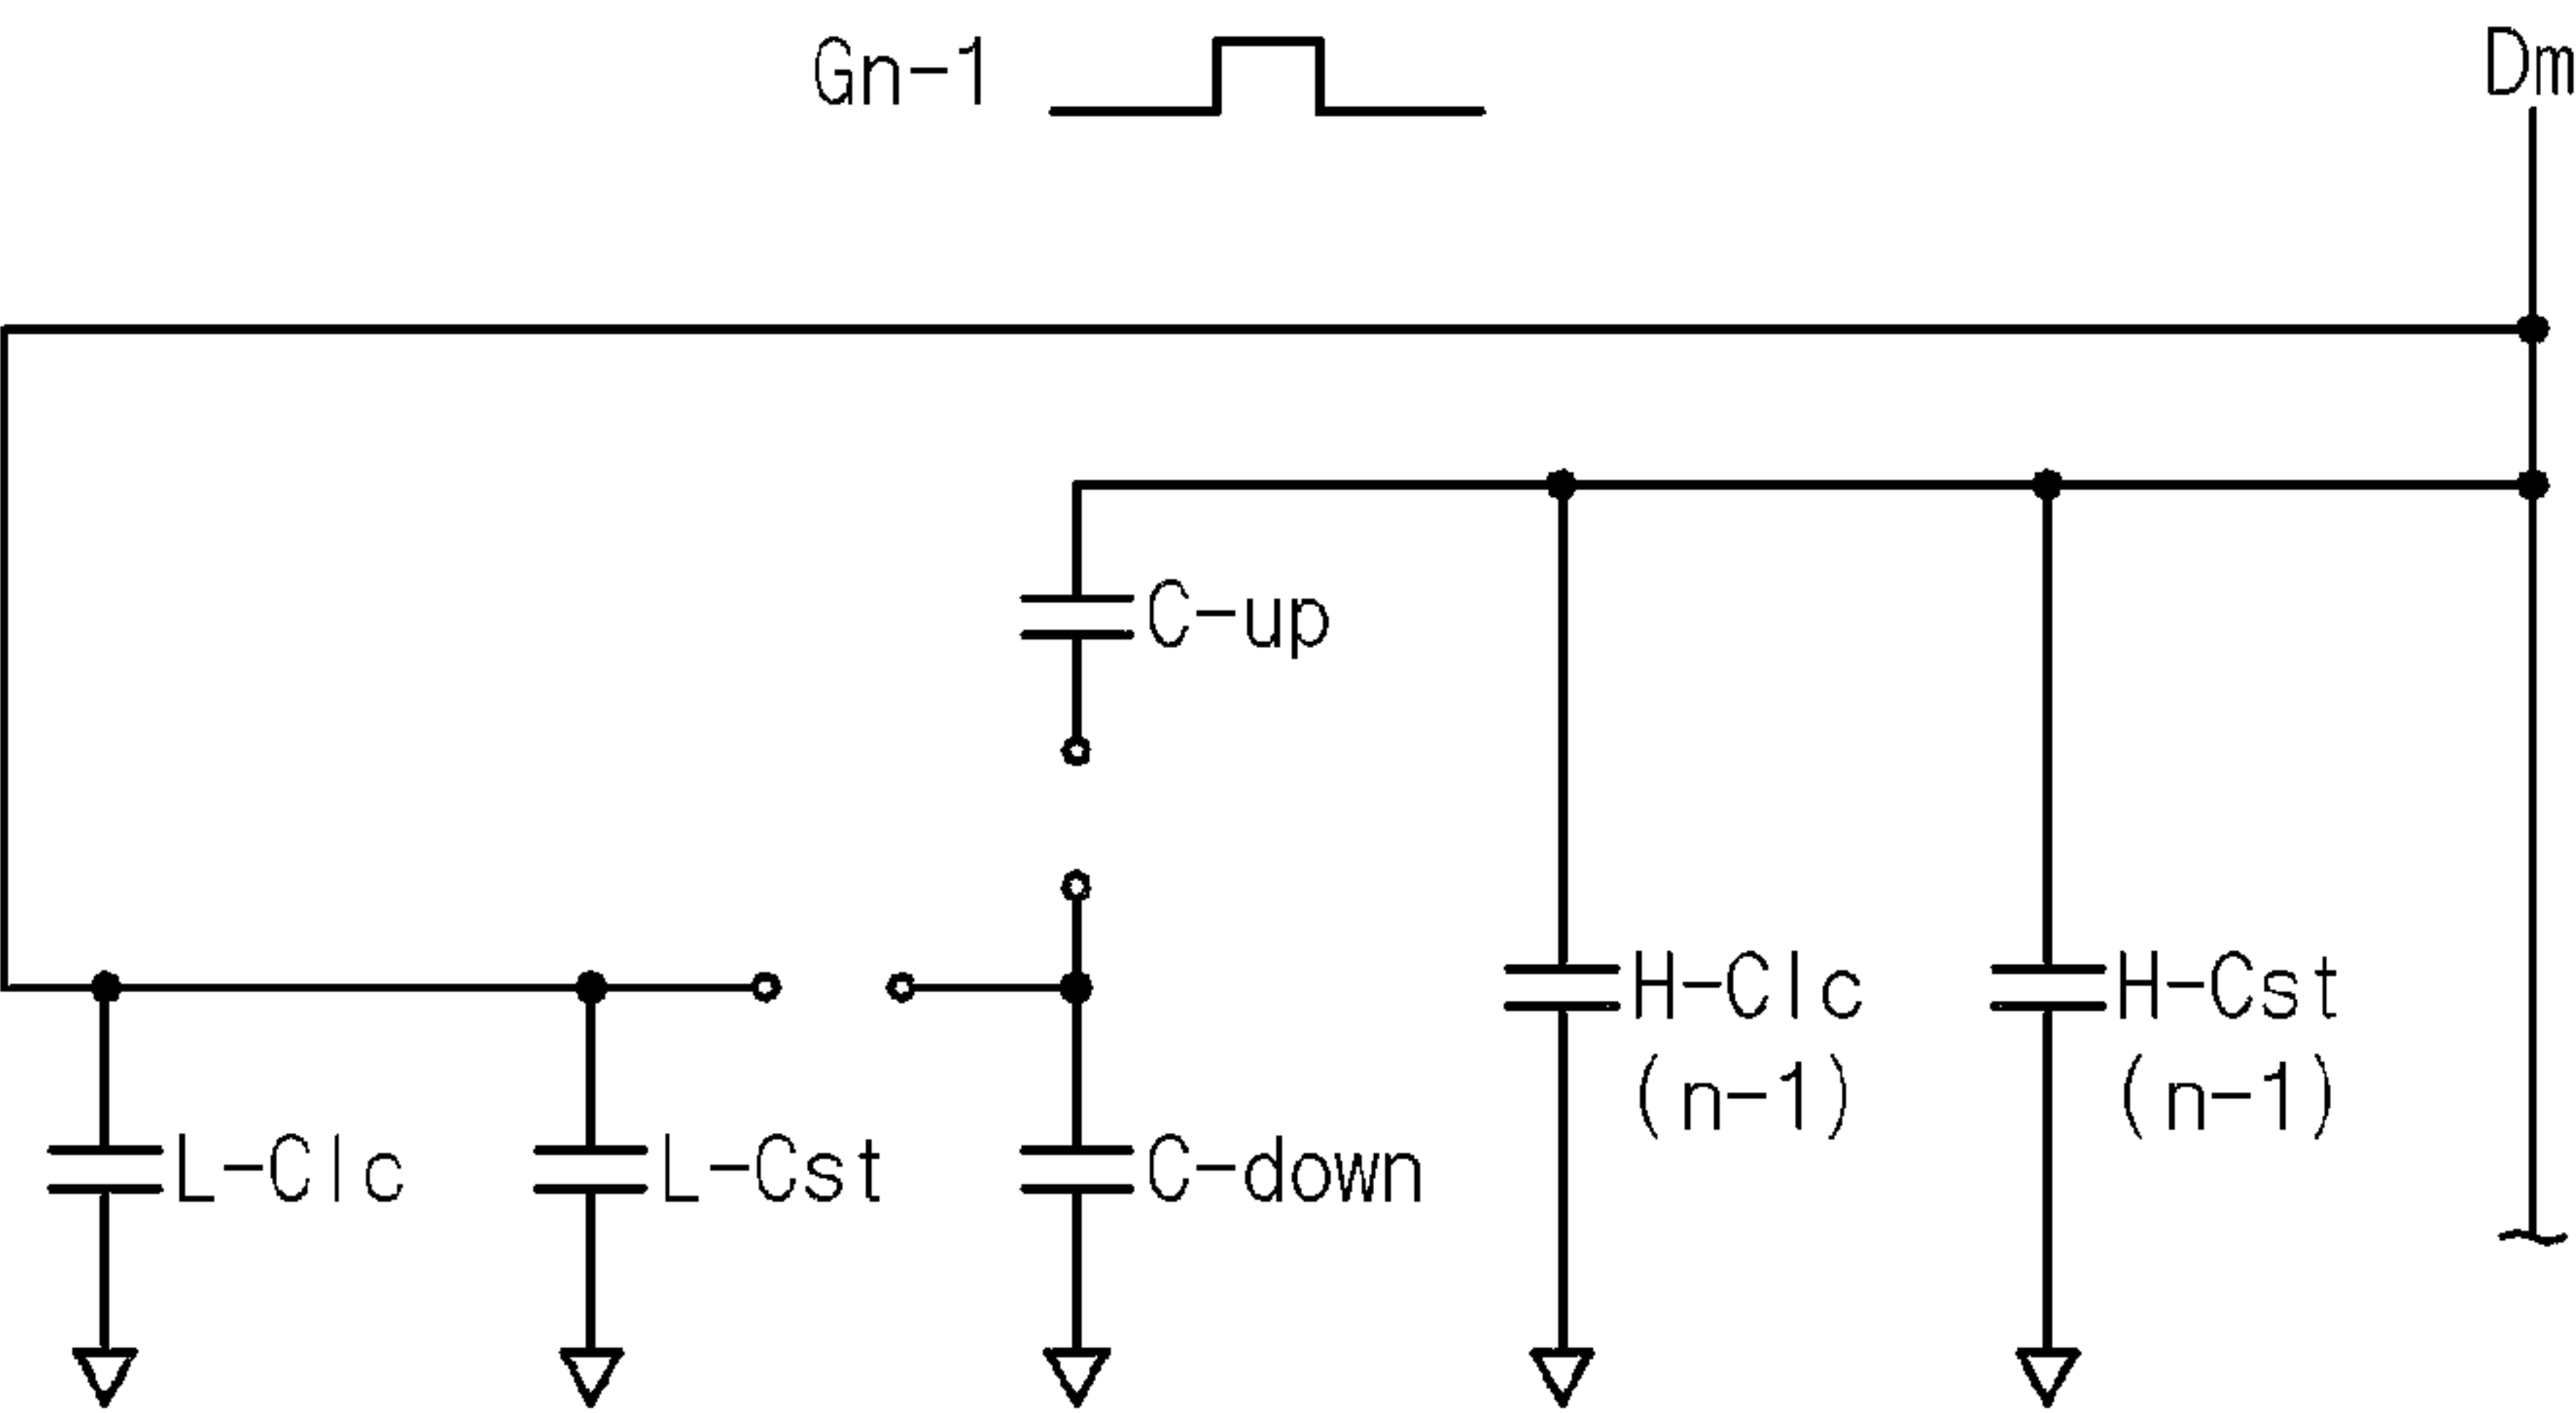 Gn-1
Dm
C-up
H-Clc
(n-1)
H-Cst
(n-1)
L-Clc
L-Cst
C-down